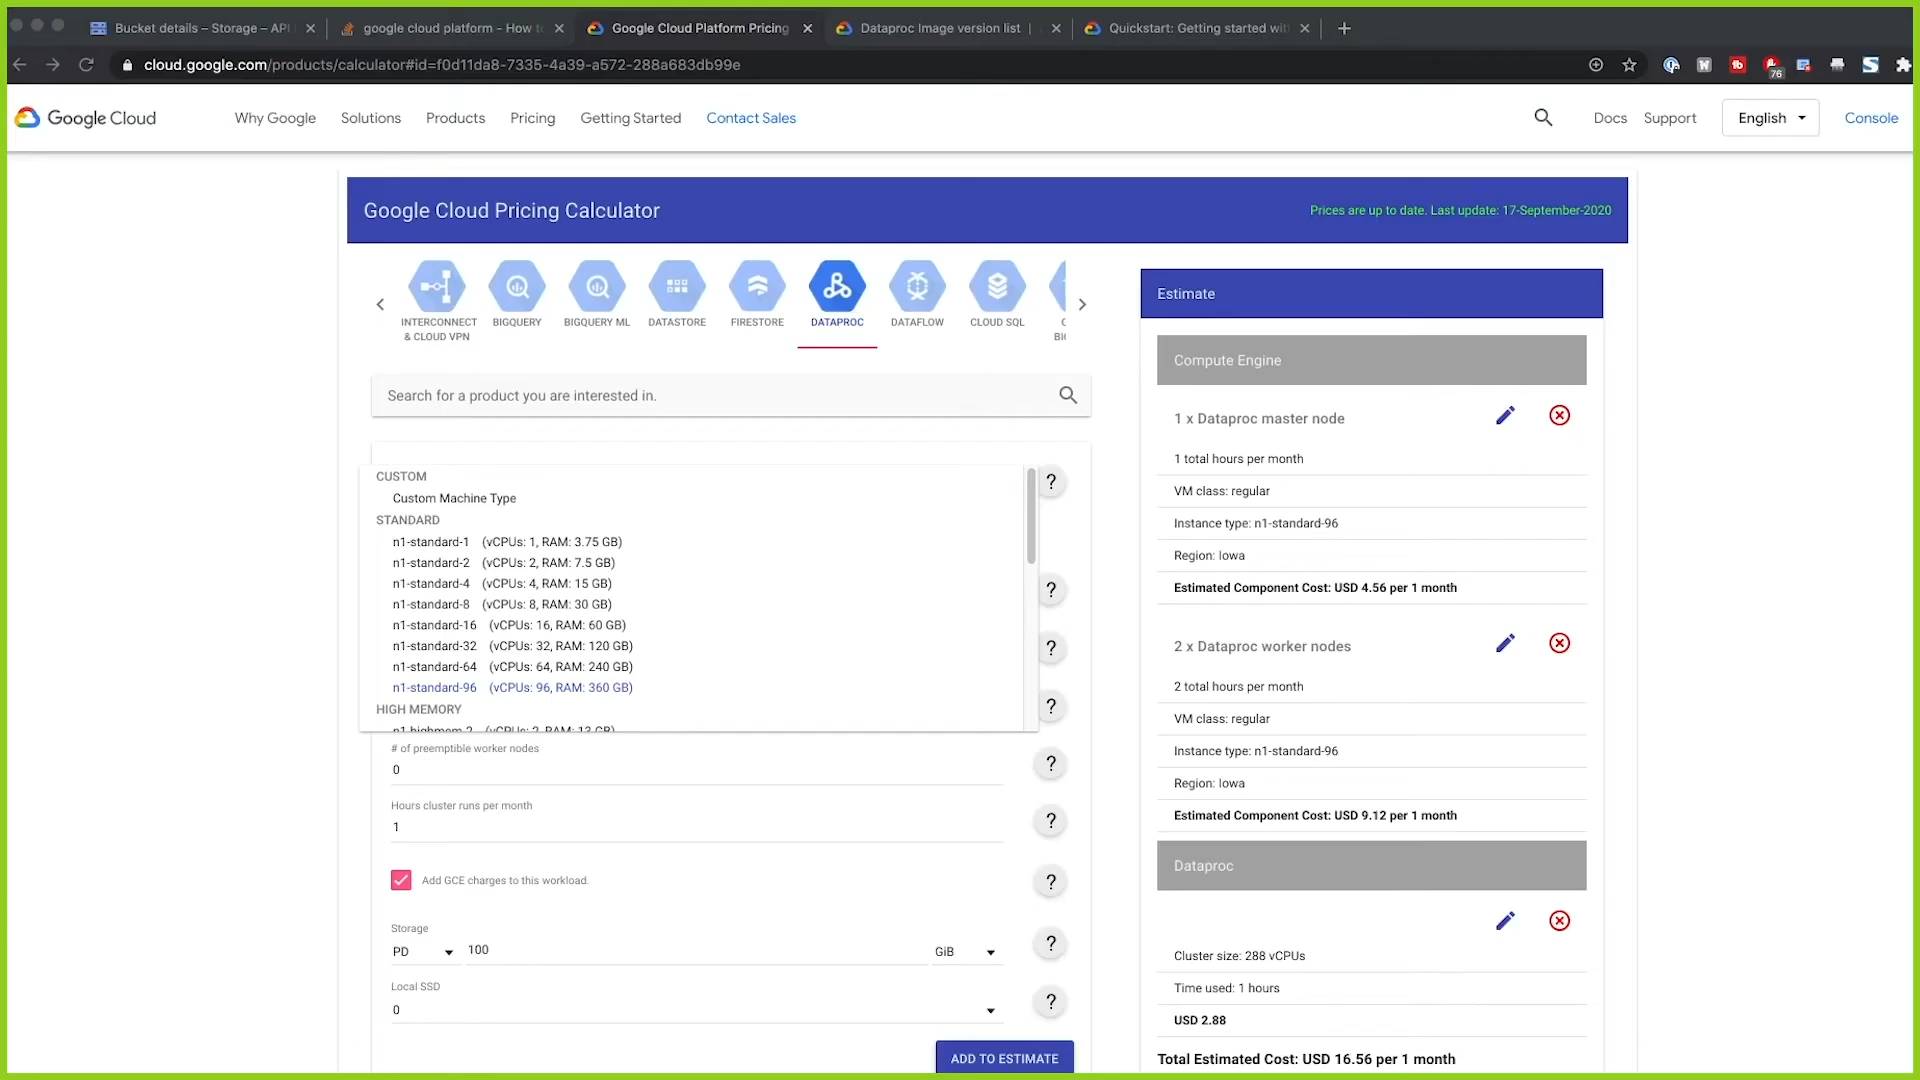 Bucket details – Storage – API
google cloud platform - How to
Google Cloud Platform Pricing
Dataproc Image version list |
Quickstart: Getting started wit
cloud.google.com/products/calculator#id=f0d11da8-7335-4a39-a572-288a683db99e
76
Google Cloud
Why Google
Solutions
Products
Pricing
Getting Started
Contact Sales
Docs
Support
English
Console
Google Cloud Pricing Calculator
Prices are up to date. Last update: 17-September-2020
INTERCONNECT
& CLOUD VPN
BIGQUERY
BIGQUERY ML
DATASTORE
FIRESTORE
DATAPROC
DATAFLOW
CLOUD SQL
Search for a product you are interested in.
CUSTOM
Custom Machine Type
STANDARD
n1-standard-1 (vCPUs: 1, RAM: 3.75 GB)
n1-standard-2 (vCPUs: 2, RAM: 7.5 GB)
n1-standard-4 (vCPUs: 4, RAM: 15 GB)
n1-standard-8 (vCPUs: 8, RAM: 30 GB)
n1-standard-16 (vCPUs: 16, RAM: 60 GB)
n1-standard-32 (vCPUs: 32, RAM: 120 GB)
n1-standard-64 (vCPUs: 64, RAM: 240 GB)
n1-standard-96 (vCPUs: 96, RAM: 360 GB)
HIGH MEMORY
n1-highmem-2 (vCPUs: 2, RAM: 13 GB)
# of preemptible worker nodes
0
Hours cluster runs per month
1
Add GCE charges to this workload.
Storage
PD
100
GiB
Local SSD
0
ADD TO ESTIMATE
Estimate
Compute Engine
1 x Dataproc master node
1 total hours per month
VM class: regular
Instance type: n1-standard-96
Region: Iowa
Estimated Component Cost: USD 4.56 per 1 month
2 x Dataproc worker nodes
2 total hours per month
VM class: regular
Instance type: n1-standard-96
Region: Iowa
Estimated Component Cost: USD 9.12 per 1 month
Dataproc
Cluster size: 288 vCPUs
Time used: 1 hours
USD 2.88
Total Estimated Cost: USD 16.56 per 1 month